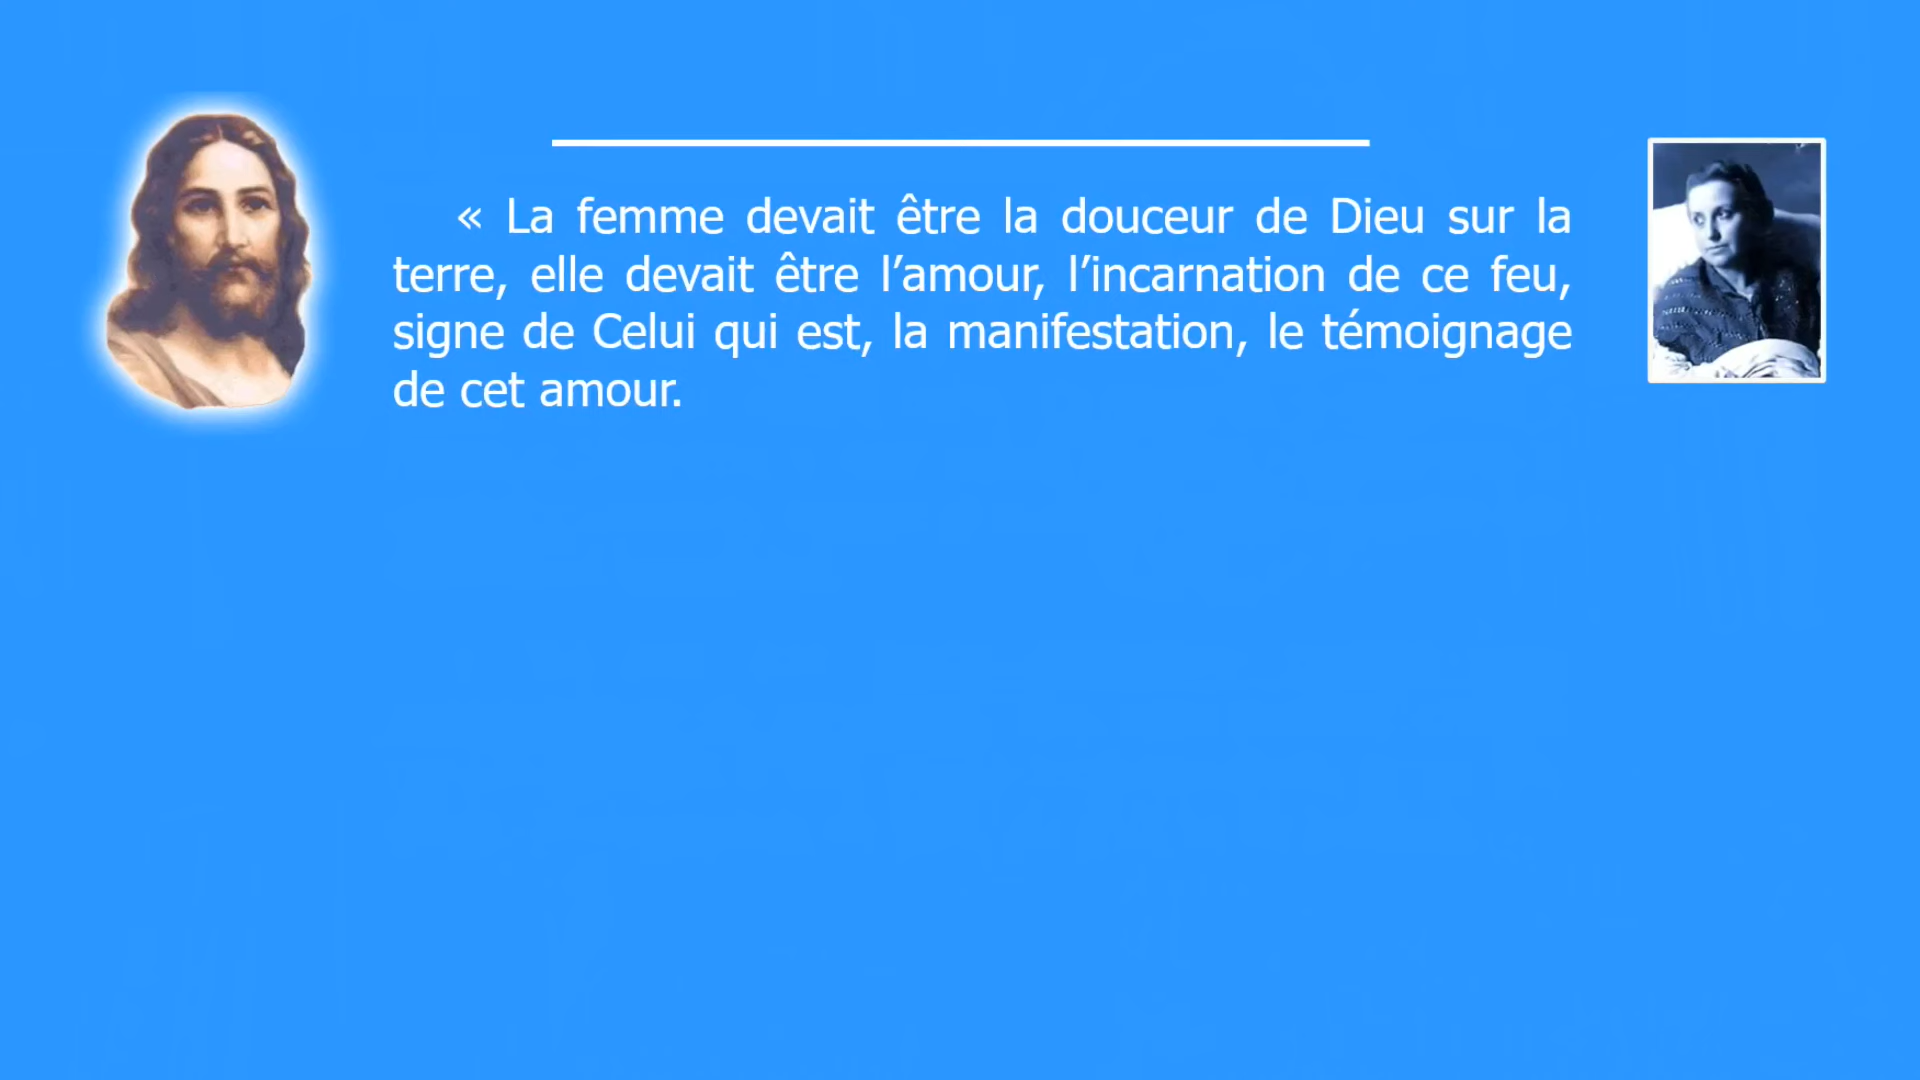 « La femme devait être la douceur de Dieu sur la
terre, elle devait être l’amour, l’incarnation de ce feu,
signe de Celui qui est, la manifestation, le témoignage
de cet amour.